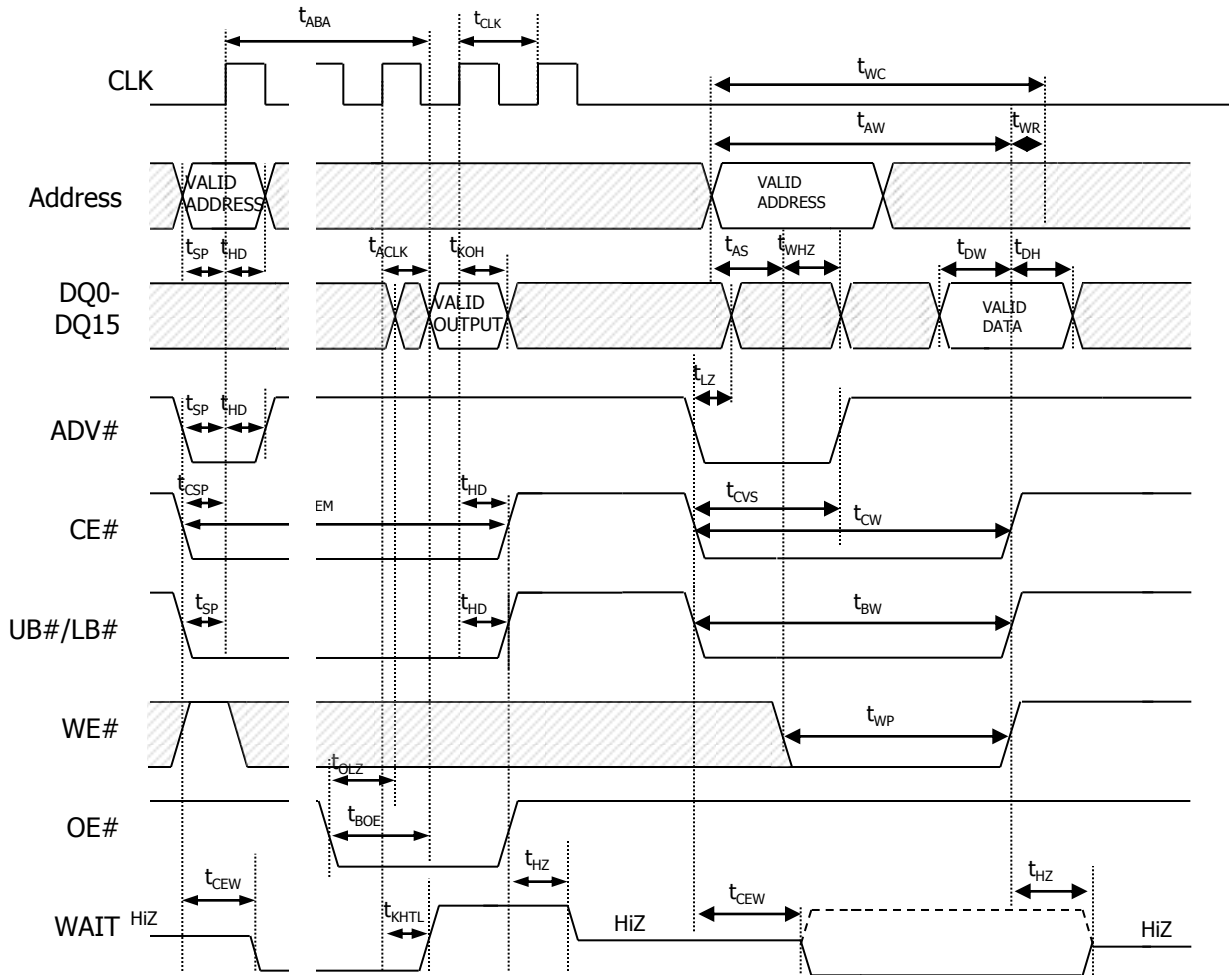 tABA
tCLK
CLK
tWC
tAW
tWR
Address
VALID
ADDRESS
VALID
ADDRESS
tSP
tHD
tACLK
tKOH
tAS
tWHZ
tDW
tDH
DQ0-
DQ15
VALID
OUTPUT
VALID
DATA
tLZ
ADV#
tSP
tHD
CE#
tCSP
EM
tHD
tCVS
tCW
UB#/LB#
tSP
tHD
tBW
WE#
tWP
tOLZ
OE#
tBOE
tHZ
tHZ
tCEW
tCEW
WAIT
HiZ
tKHTL
HiZ
HiZ